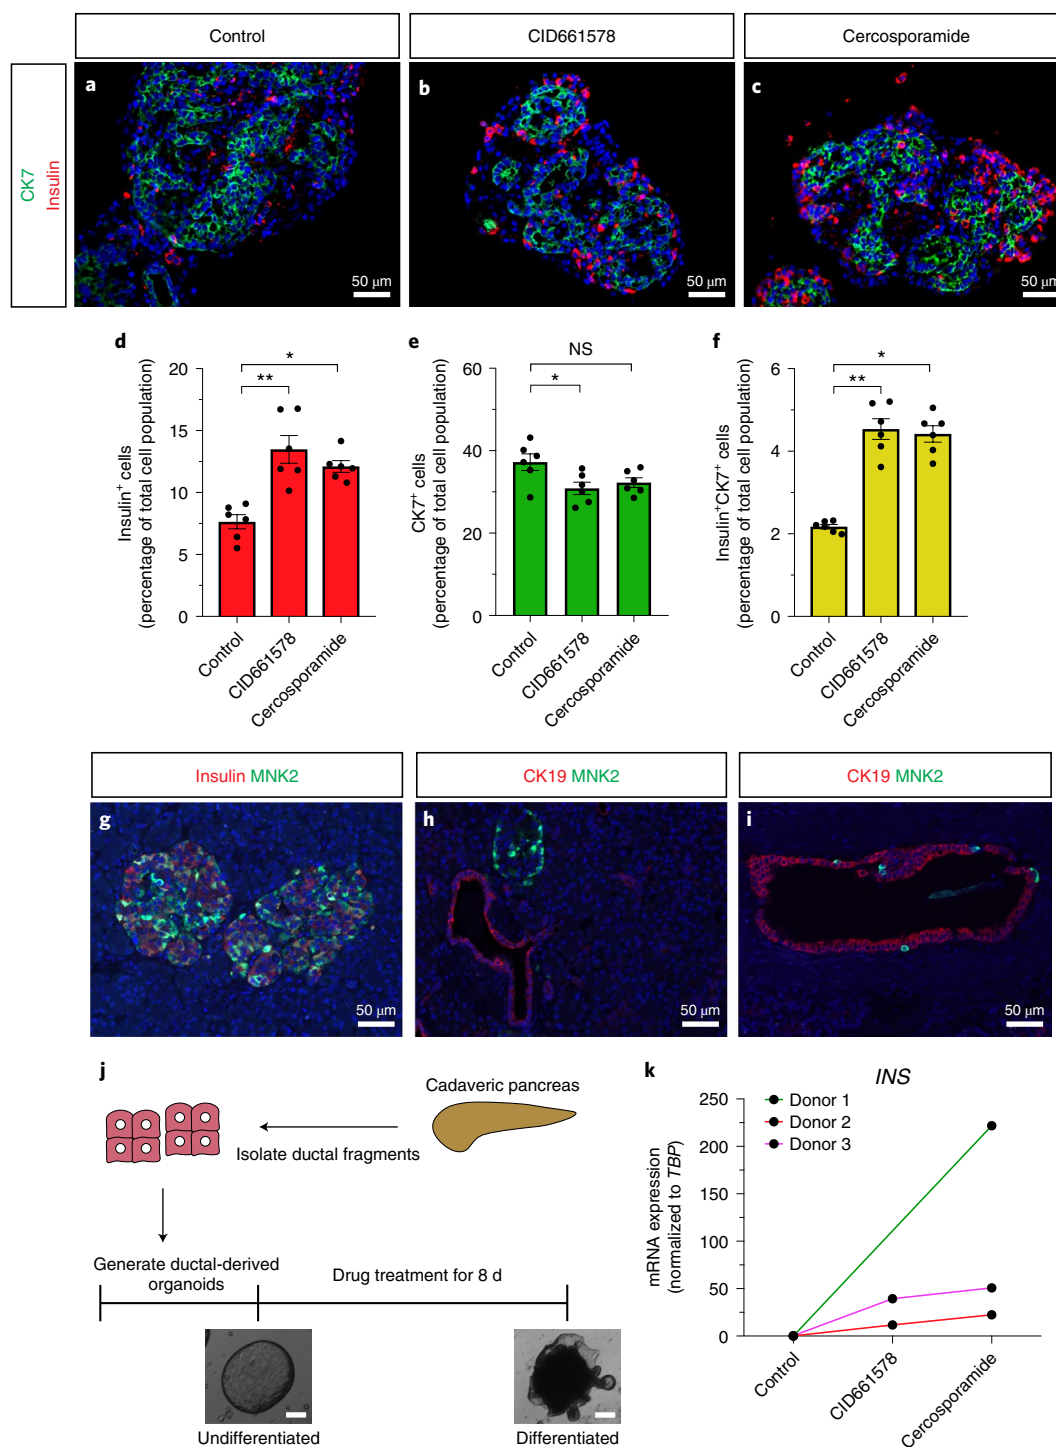 Control
CID661578
Cercosporamide
CK7
Insulin
a
b
c
50 μm
50 μm
50 μm
d
Insulin+ cells
(percentage of total cell population)
20
15
10
5
0
*
**
Control
CID661578
Cercosporamide
e
CK7+ cells
(percentage of total cell population)
60
40
20
0
NS
*
Control
CID661578
Cercosporamide
f
Insulin+CK7+ cells
(percentage of total cell population)
6
4
2
0
*
**
Control
CID661578
Cercosporamide
Insulin MNK2
CK19 MNK2
CK19 MNK2
g
h
i
50 μm
50 μm
50 μm
j
Cadaveric pancreas
Isolate ductal fragments
Generate ductal-derived
organoids
Drug treatment for 8 d
Undifferentiated
Differentiated
k
INS
mRNA expression
(normalized to TBP)
250
200
150
100
50
0
Donor 1
Donor 2
Donor 3
Control
CID661578
Cercosporamide